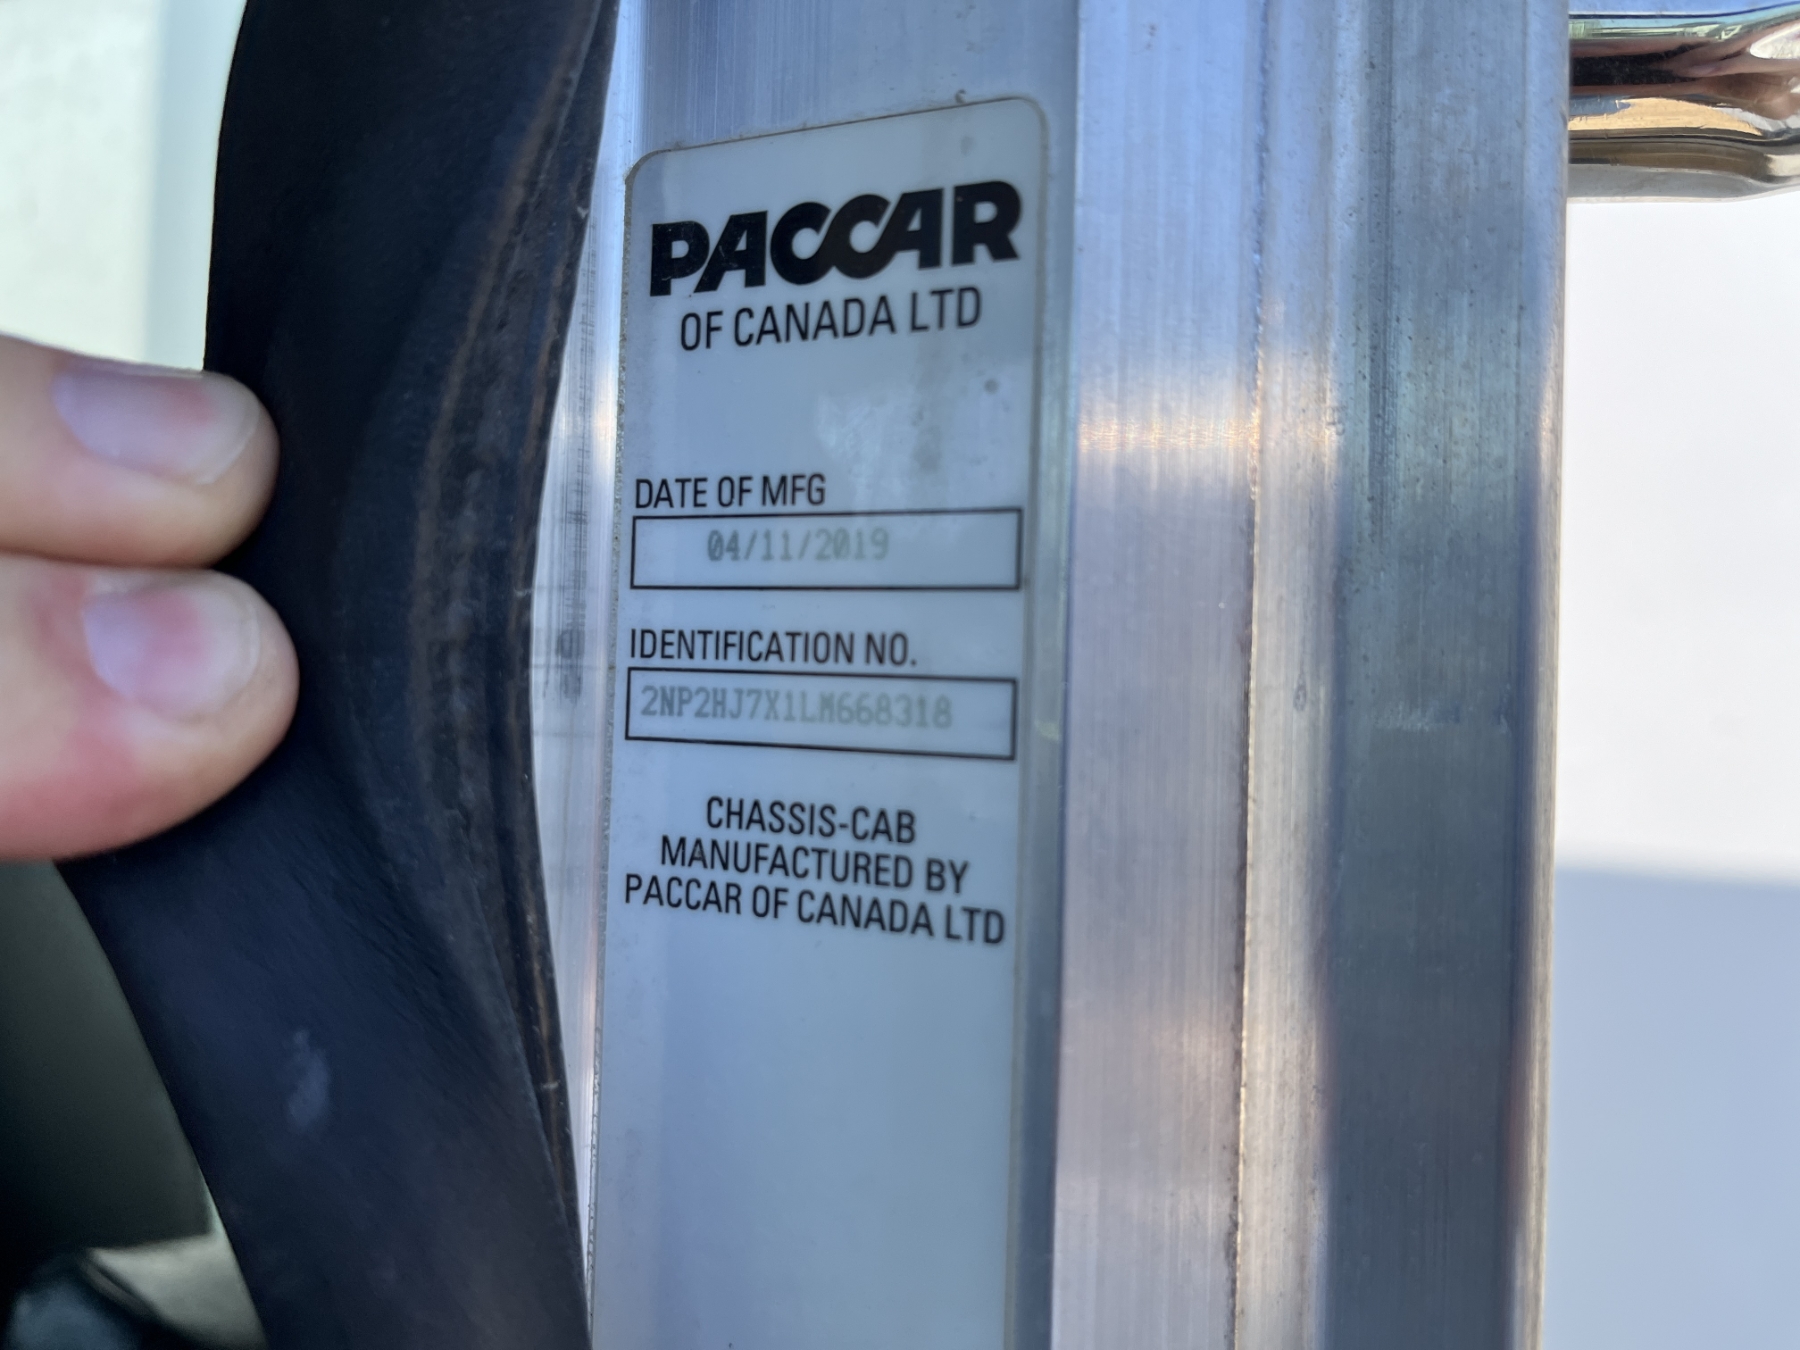 PACCAR
OF CANADA LTD
DATE OF MFG
04/11/2019
IDENTIFICATION NO.
2NP2HJ7X1LM668318
CHASSIS-CAB
MANUFACTURED BY
PACCAR OF CANADA LTD